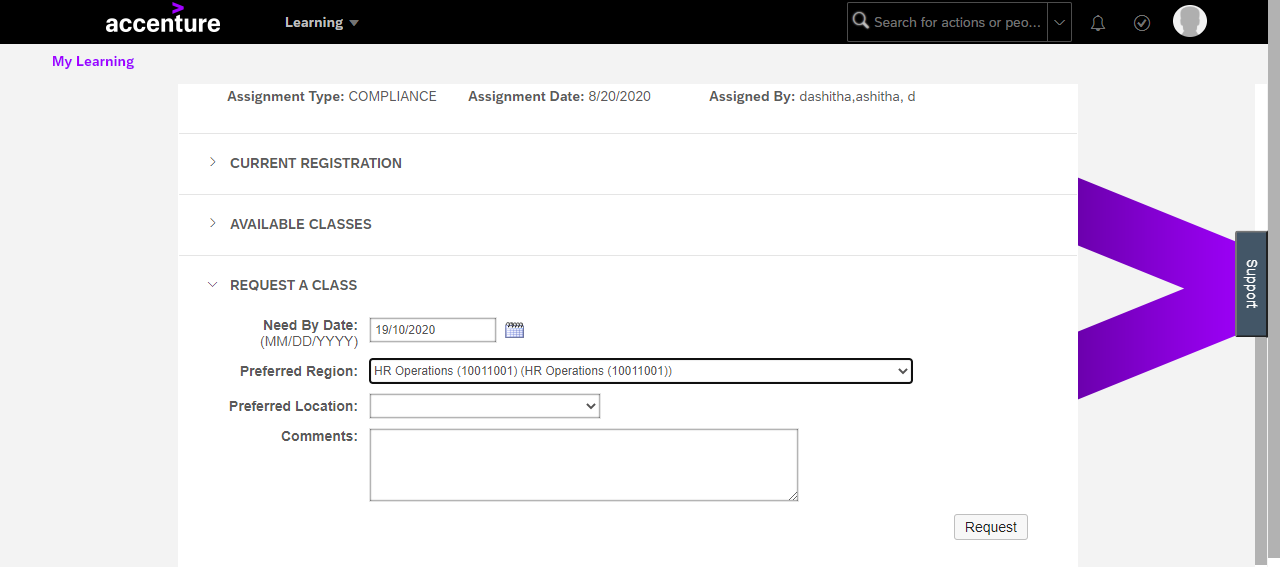 accenture
Learning
Search for actions or peo...
My Learning
Assignment Type: COMPLIANCE Assignment Date: 8/20/2020 Assigned By: dashitha,ashitha, d
CURRENT REGISTRATION
AVAILABLE CLASSES
REQUEST A CLASS
Need By Date: 19/10/2020
(MM/DD/YYYY)
Preferred Region: HR Operations (10011001) (HR Operations (10011001))
Preferred Location:
Comments:
Request
Support